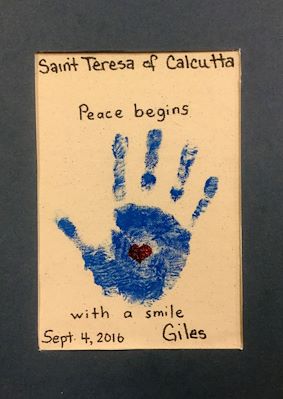 Saint Teresa of Calcutta
Peace begins
with a smile
Sept. 4, 2016 Giles